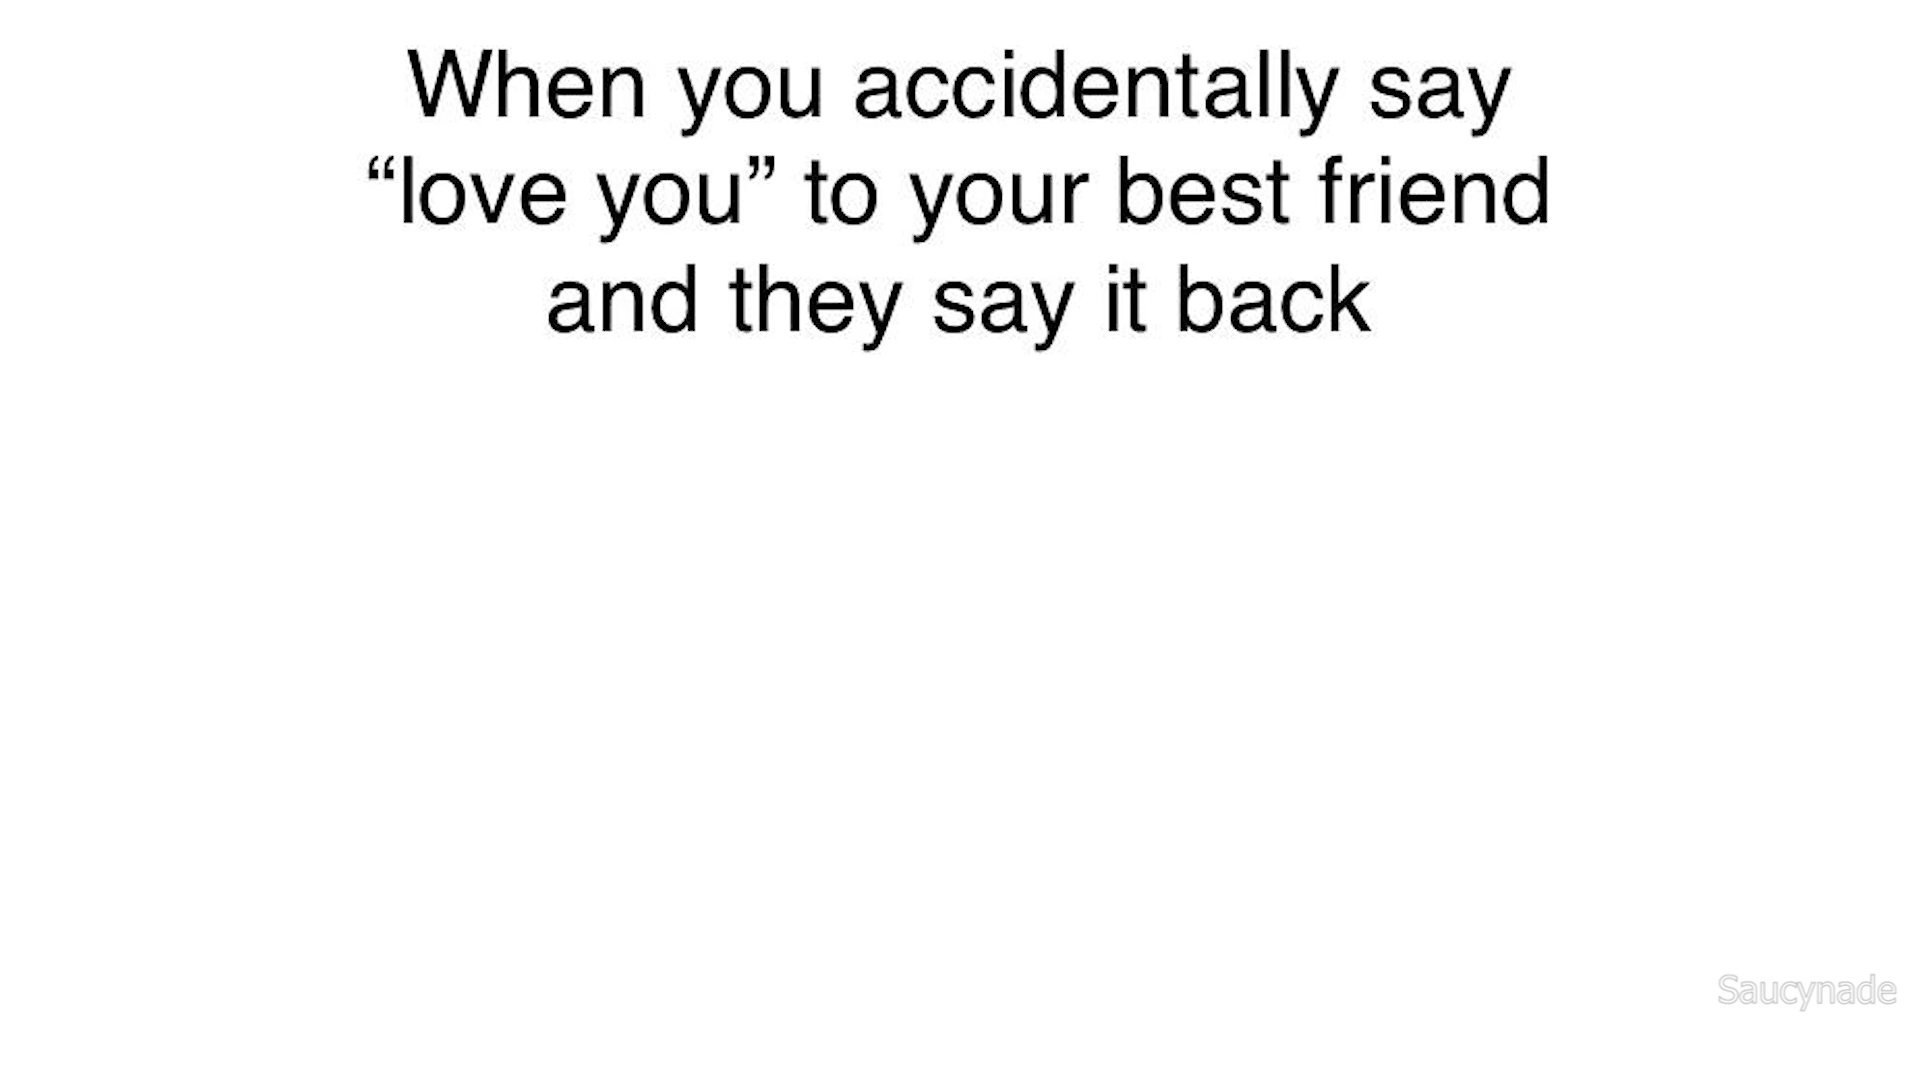 When you accidentally say
“love you” to your best friend
and they say it back
Saucynade